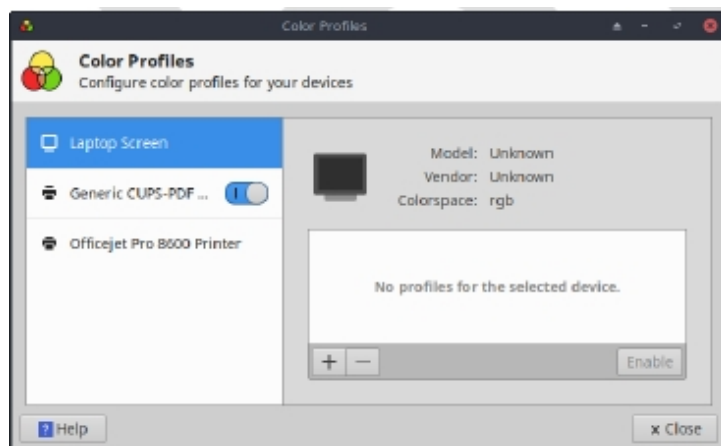 Color Profiles
Color Profiles
Configure color profiles for your devices
Laptop Screen
Generic CUPS-PDF ...
Officejet Pro 8600 Printer
Model: Unknown
Vendor: Unknown
Colorspace: rgb
No profiles for the selected device.
Enable
? Help
x Close